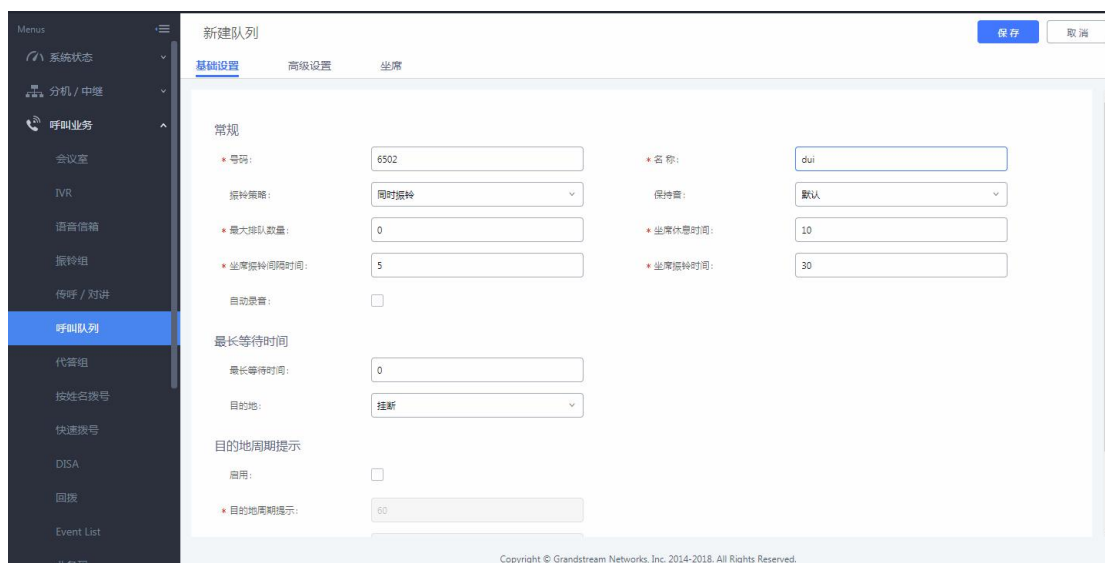 Menus
系统状态
分机 / 中继
呼叫业务
会议室
IVR
语音信箱
振铃组
传呼 / 对讲
呼叫队列
代答组
按姓名拨号
快速拨号
DISA
回拨
Event List
新建队列
保存 取消
基础设置 高级设置 坐席
常规
* 号码: 6502 * 名称: dui
振铃策略: 同时振铃 保持音: 默认
* 最大排队数量: 0 * 坐席休息时间: 10
* 坐席振铃间隔时间: 5 * 坐席振铃时间: 30
自动录音:
最长等待时间
最长等待时间: 0
目的地: 挂断
目的地周期提示
启用:
* 目的地周期提示: 60
Copyright © Grandstream Networks, Inc. 2014-2018. All Rights Reserved.